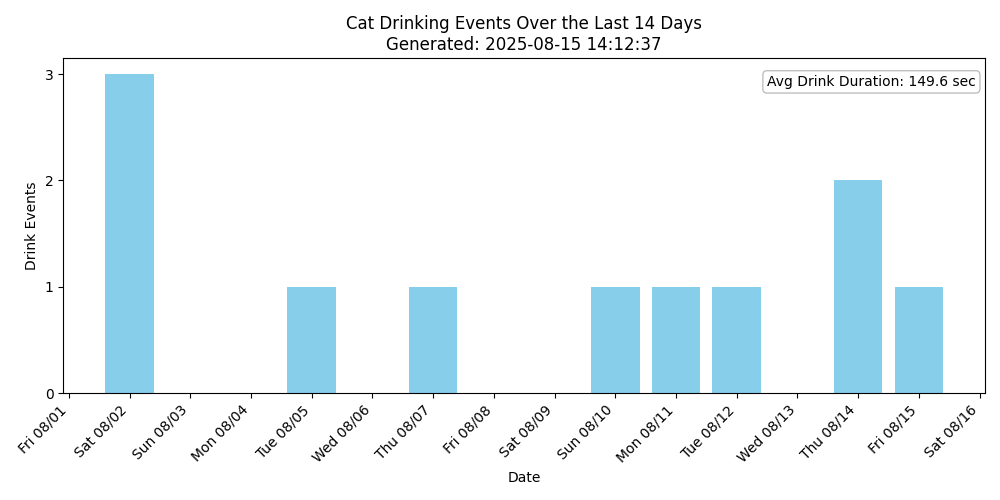 Cat Drinking Events Over the Last 14 Days
Generated: 2025-08-15 14:12:37
Avg Drink Duration: 149.6 sec
Drink Events
3
2
1
0
Fri 08/01
Sat 08/02
Sun 08/03
Mon 08/04
Tue 08/05
Wed 08/06
Thu 08/07
Fri 08/08
Sat 08/09
Sun 08/10
Mon 08/11
Tue 08/12
Wed 08/13
Thu 08/14
Fri 08/15
Sat 08/16
Date